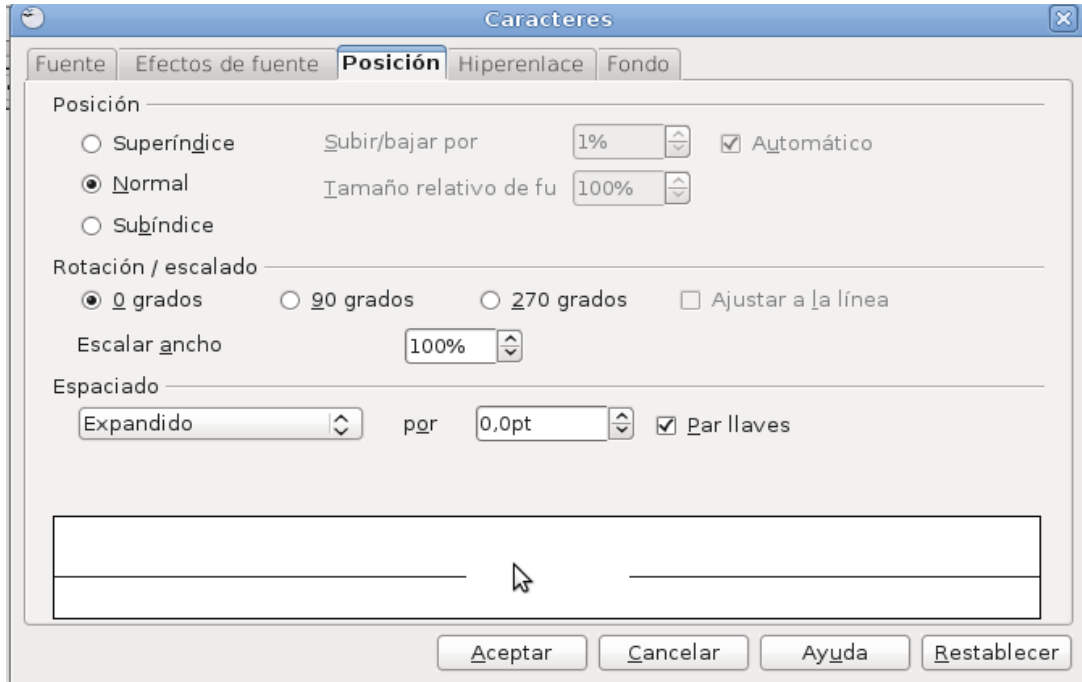 Caracteres
Fuente Efectos de fuente Posición Hiperenlace Fondo
Posición
Superíndice Subir/bajar por 1% Automático
Normal Tamaño relativo de fu 100%
Subíndice
Rotación / escalado
0 grados 90 grados 270 grados Ajustar a la línea
Escalar ancho 100%
Espaciado
Expandido por 0,0pt Par llaves
Aceptar Cancelar Ayuda Restablecer